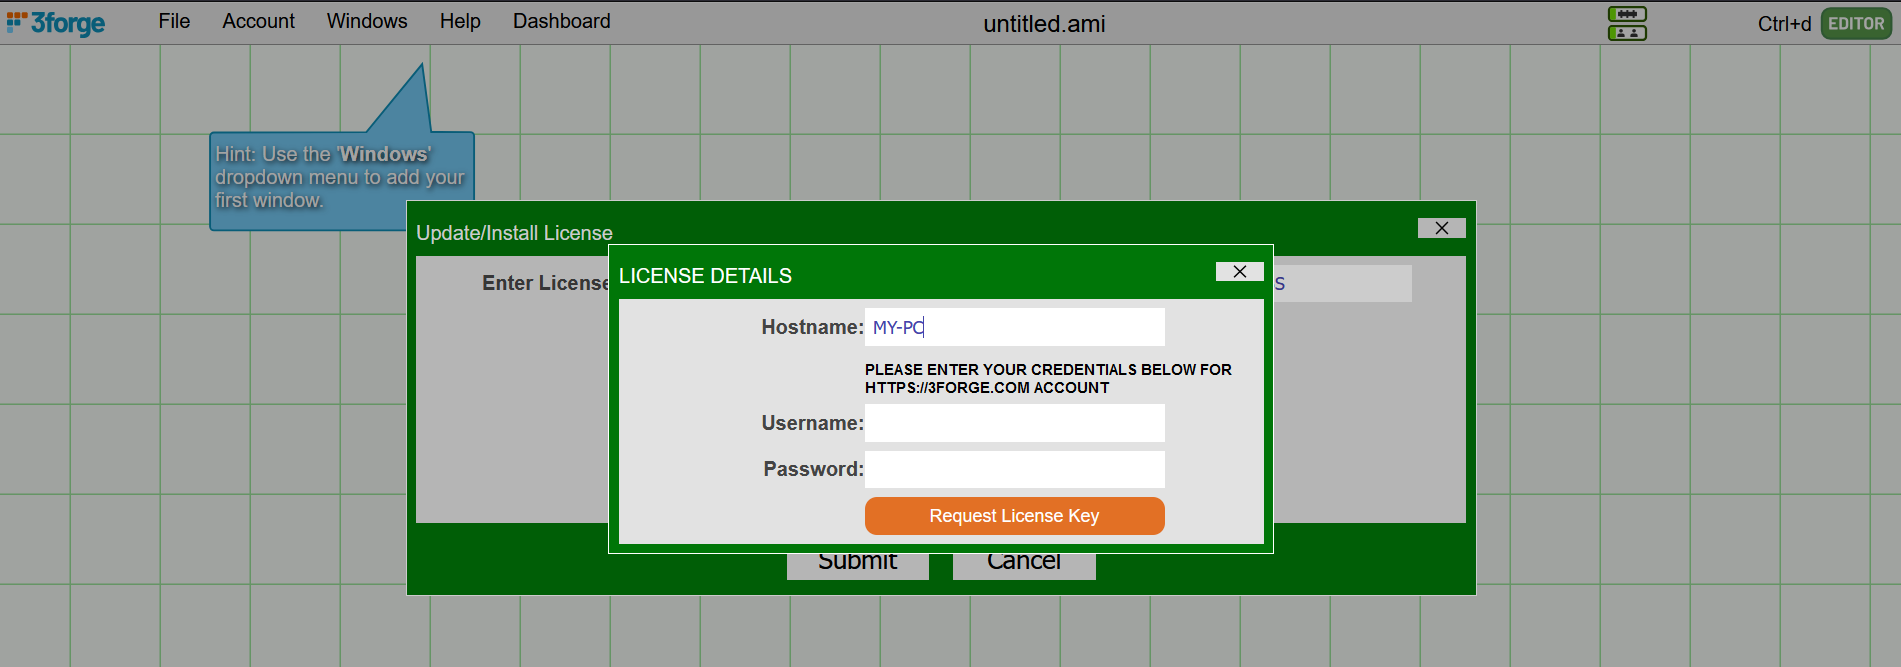 3forge File Account Windows Help Dashboard untitled.ami Ctrl+d EDITOR
Hint: Use the 'Windows'
dropdown menu to add your
first window.
Update/Install License
Enter License
S
LICENSE DETAILS
Hostname: MY-PC
PLEASE ENTER YOUR CREDENTIALS BELOW FOR
HTTPS://3FORGE.COM ACCOUNT
Username:
Password:
Request License Key
Submit Cancel